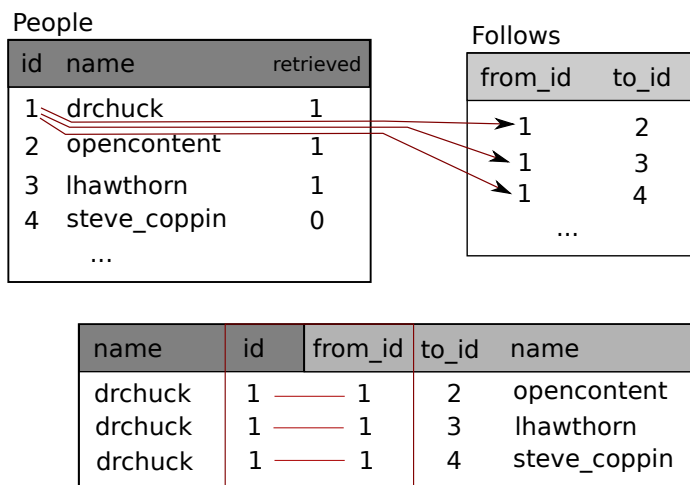 People
id name retrieved
1 drchuck 1
2 opencontent 1
3 lhawthorn 1
4 steve_coppin 0
...
Follows
from_id to_id
1 2
1 3
1 4
...
name id from_id to_id name
drchuck 1 1 2 opencontent
drchuck 1 1 3 lhawthorn
drchuck 1 1 4 steve_coppin